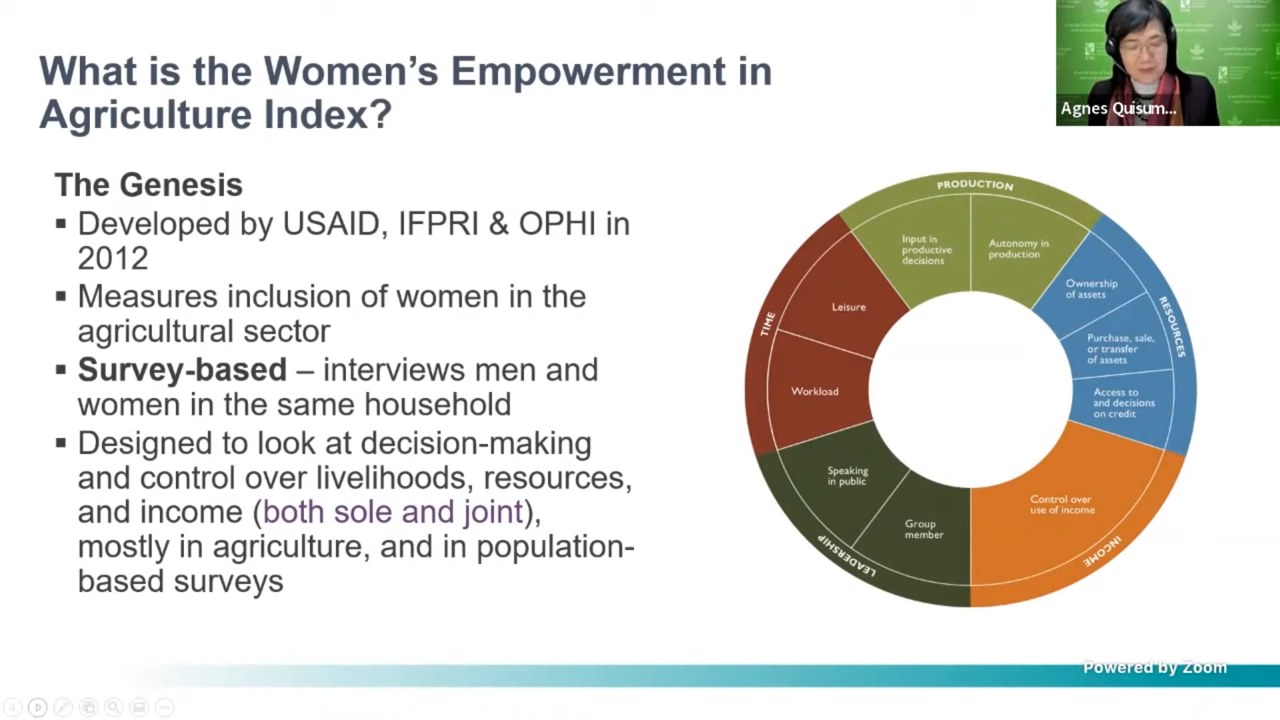 What is the Women's Empowerment in
Agriculture Index?
Agnes Quisum...
The Genesis
▪ Developed by USAID, IFPRI & OPHI in
2012
▪ Measures inclusion of women in the
agricultural sector
▪ Survey-based – interviews men and
women in the same household
▪ Designed to look at decision-making
and control over livelihoods, resources,
and income (both sole and joint),
mostly in agriculture, and in population-
based surveys
PRODUCTION
Input in
productive
decisions
Autonomy in
production
RESOURCES
Ownership
of assets
Purchase, sale,
or transfer
of assets
Access to
and decisions
on credit
INCOME
Control over
use of income
LEADERSHIP
Group
member
Speaking
in public
TIME
Workload
Leisure
Powered by Zoom